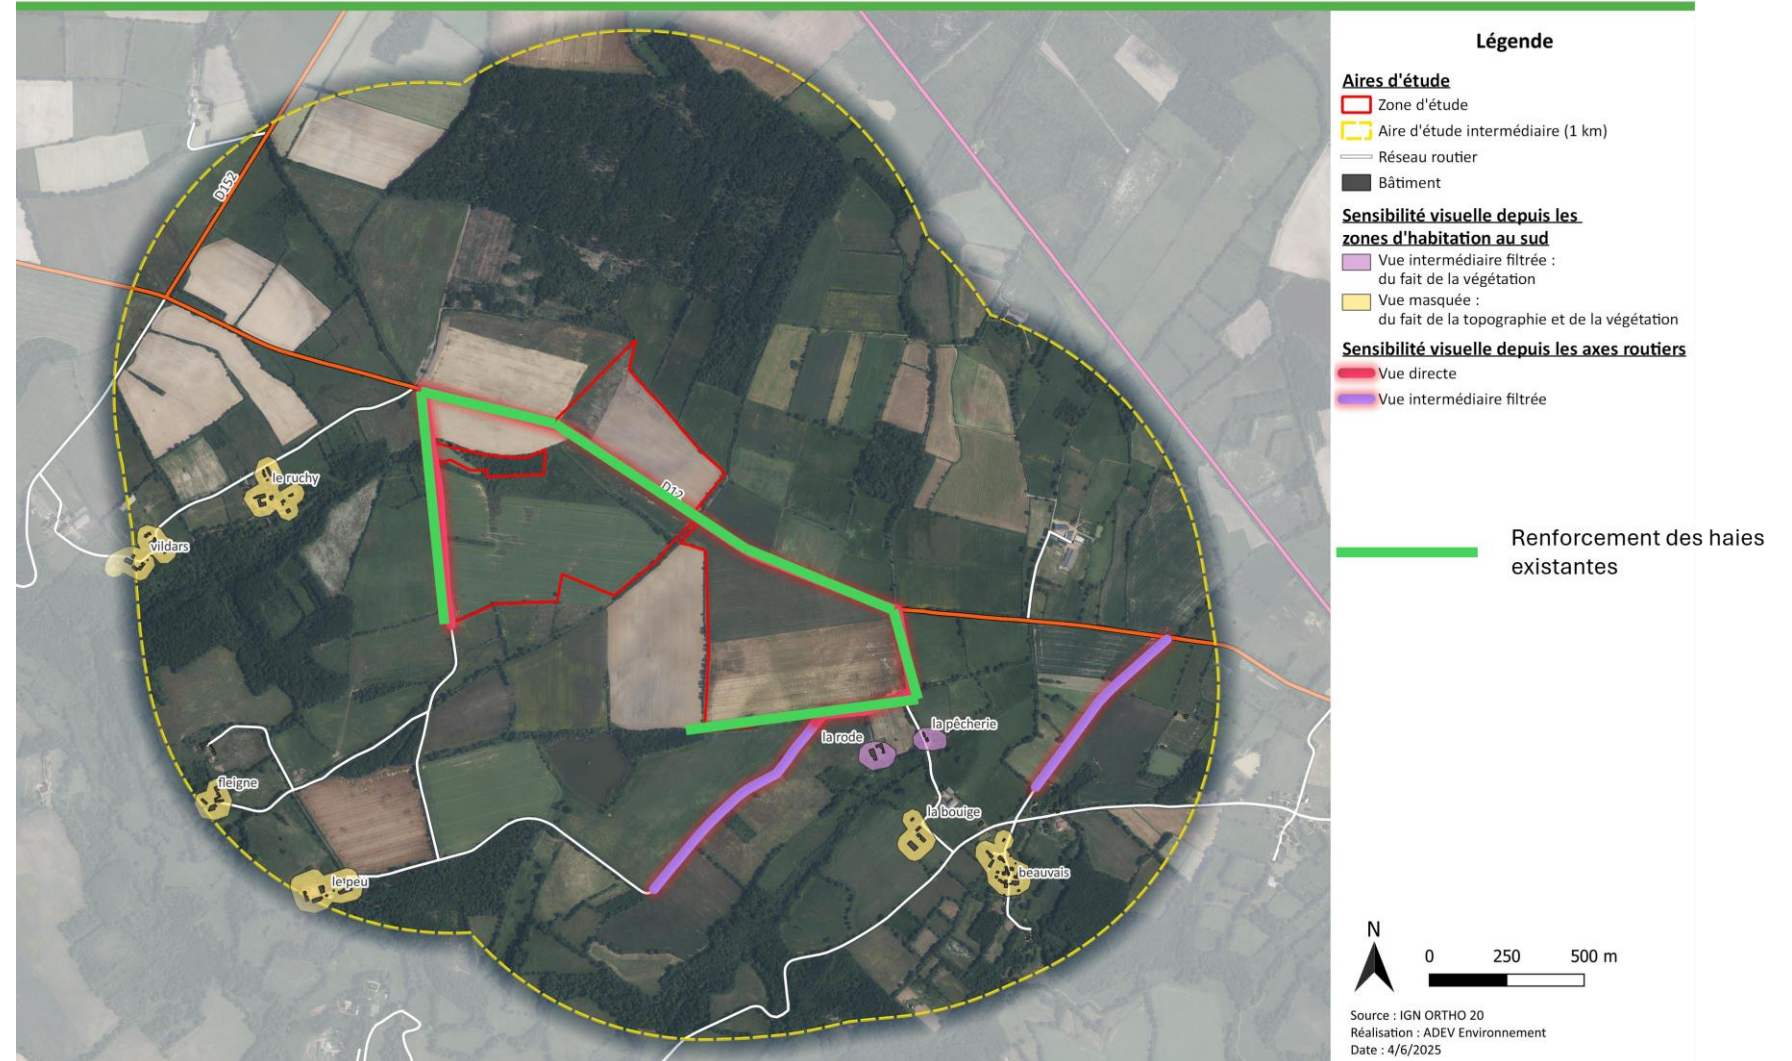 Légende
Aires d'étude
Zone d'étude
Aire d'étude intermédiaire (1 km)
Réseau routier
Bâtiment
Sensibilité visuelle depuis les
zones d'habitation au sud
Vue intermédiaire filtrée :
du fait de la végétation
Vue masquée :
du fait de la topographie et de la végétation
Sensibilité visuelle depuis les axes routiers
Vue directe
Vue intermédiaire filtrée
Renforcement des haies
existantes
D152
le ruchy
vildars
D12
la pêcherie
la rode
fleigne
la bouige
le peu
beauvais
N
0 250 500 m
Source : IGN ORTHO 20
Réalisation : ADEV Environnement
Date : 4/6/2025